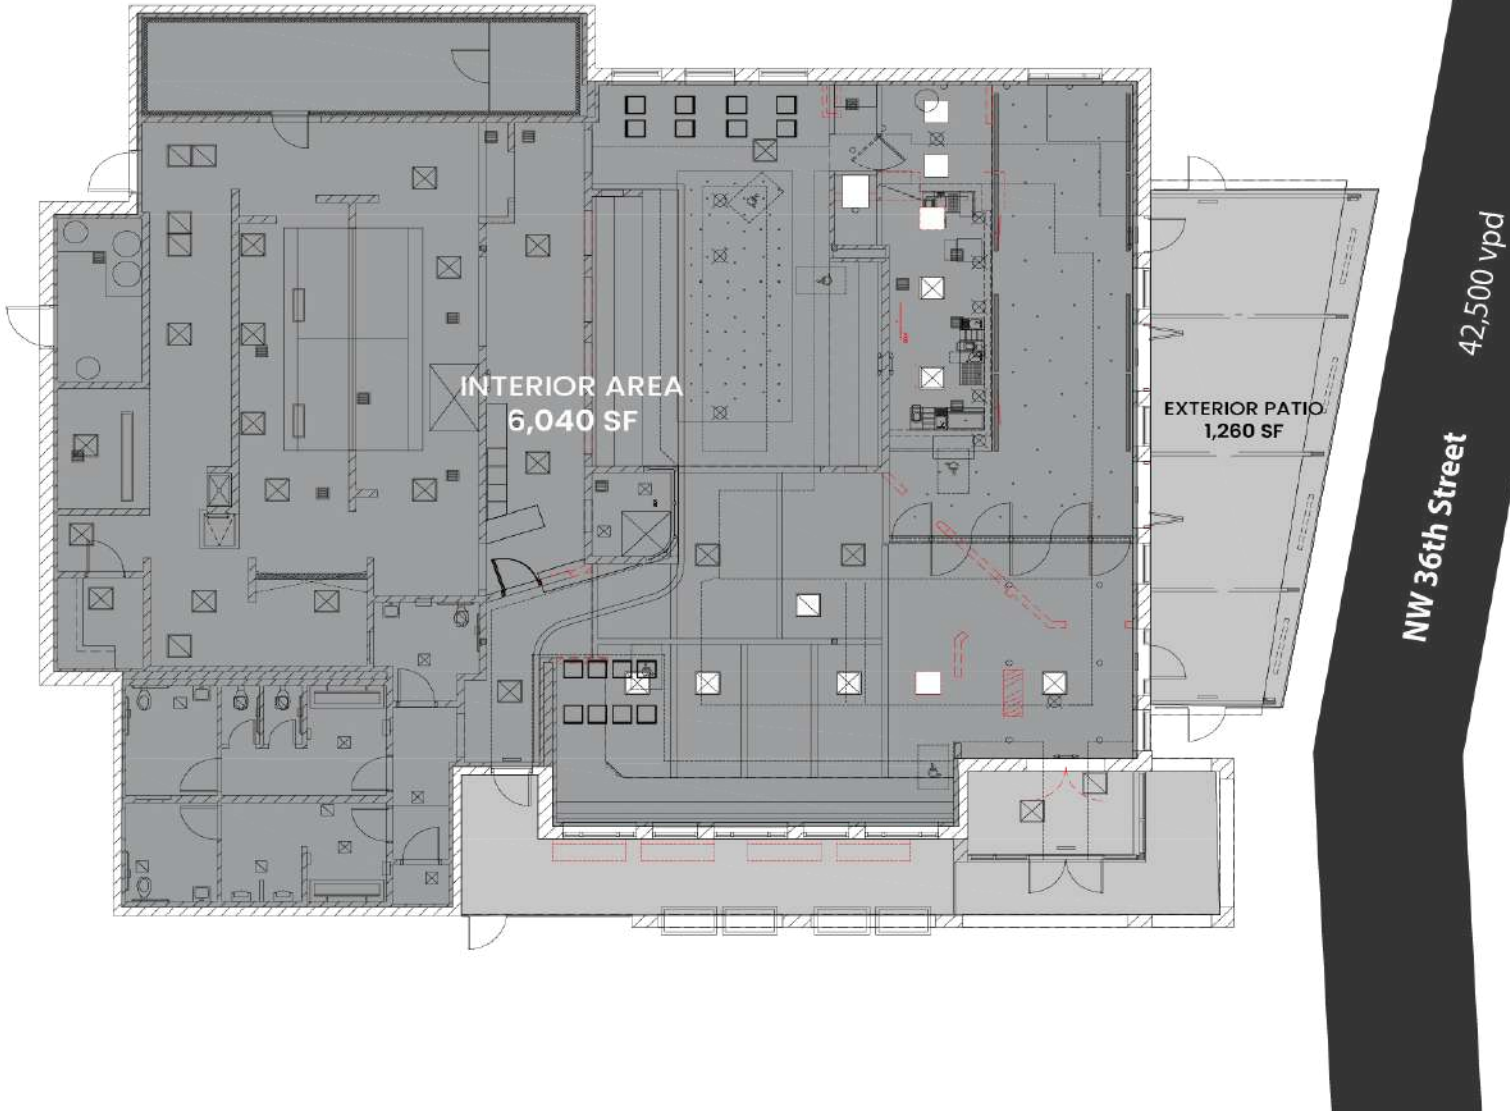 INTERIOR AREA
6,040 SF
EXTERIOR PATIO
1,260 SF
NW 36th Street
42,500 vpd